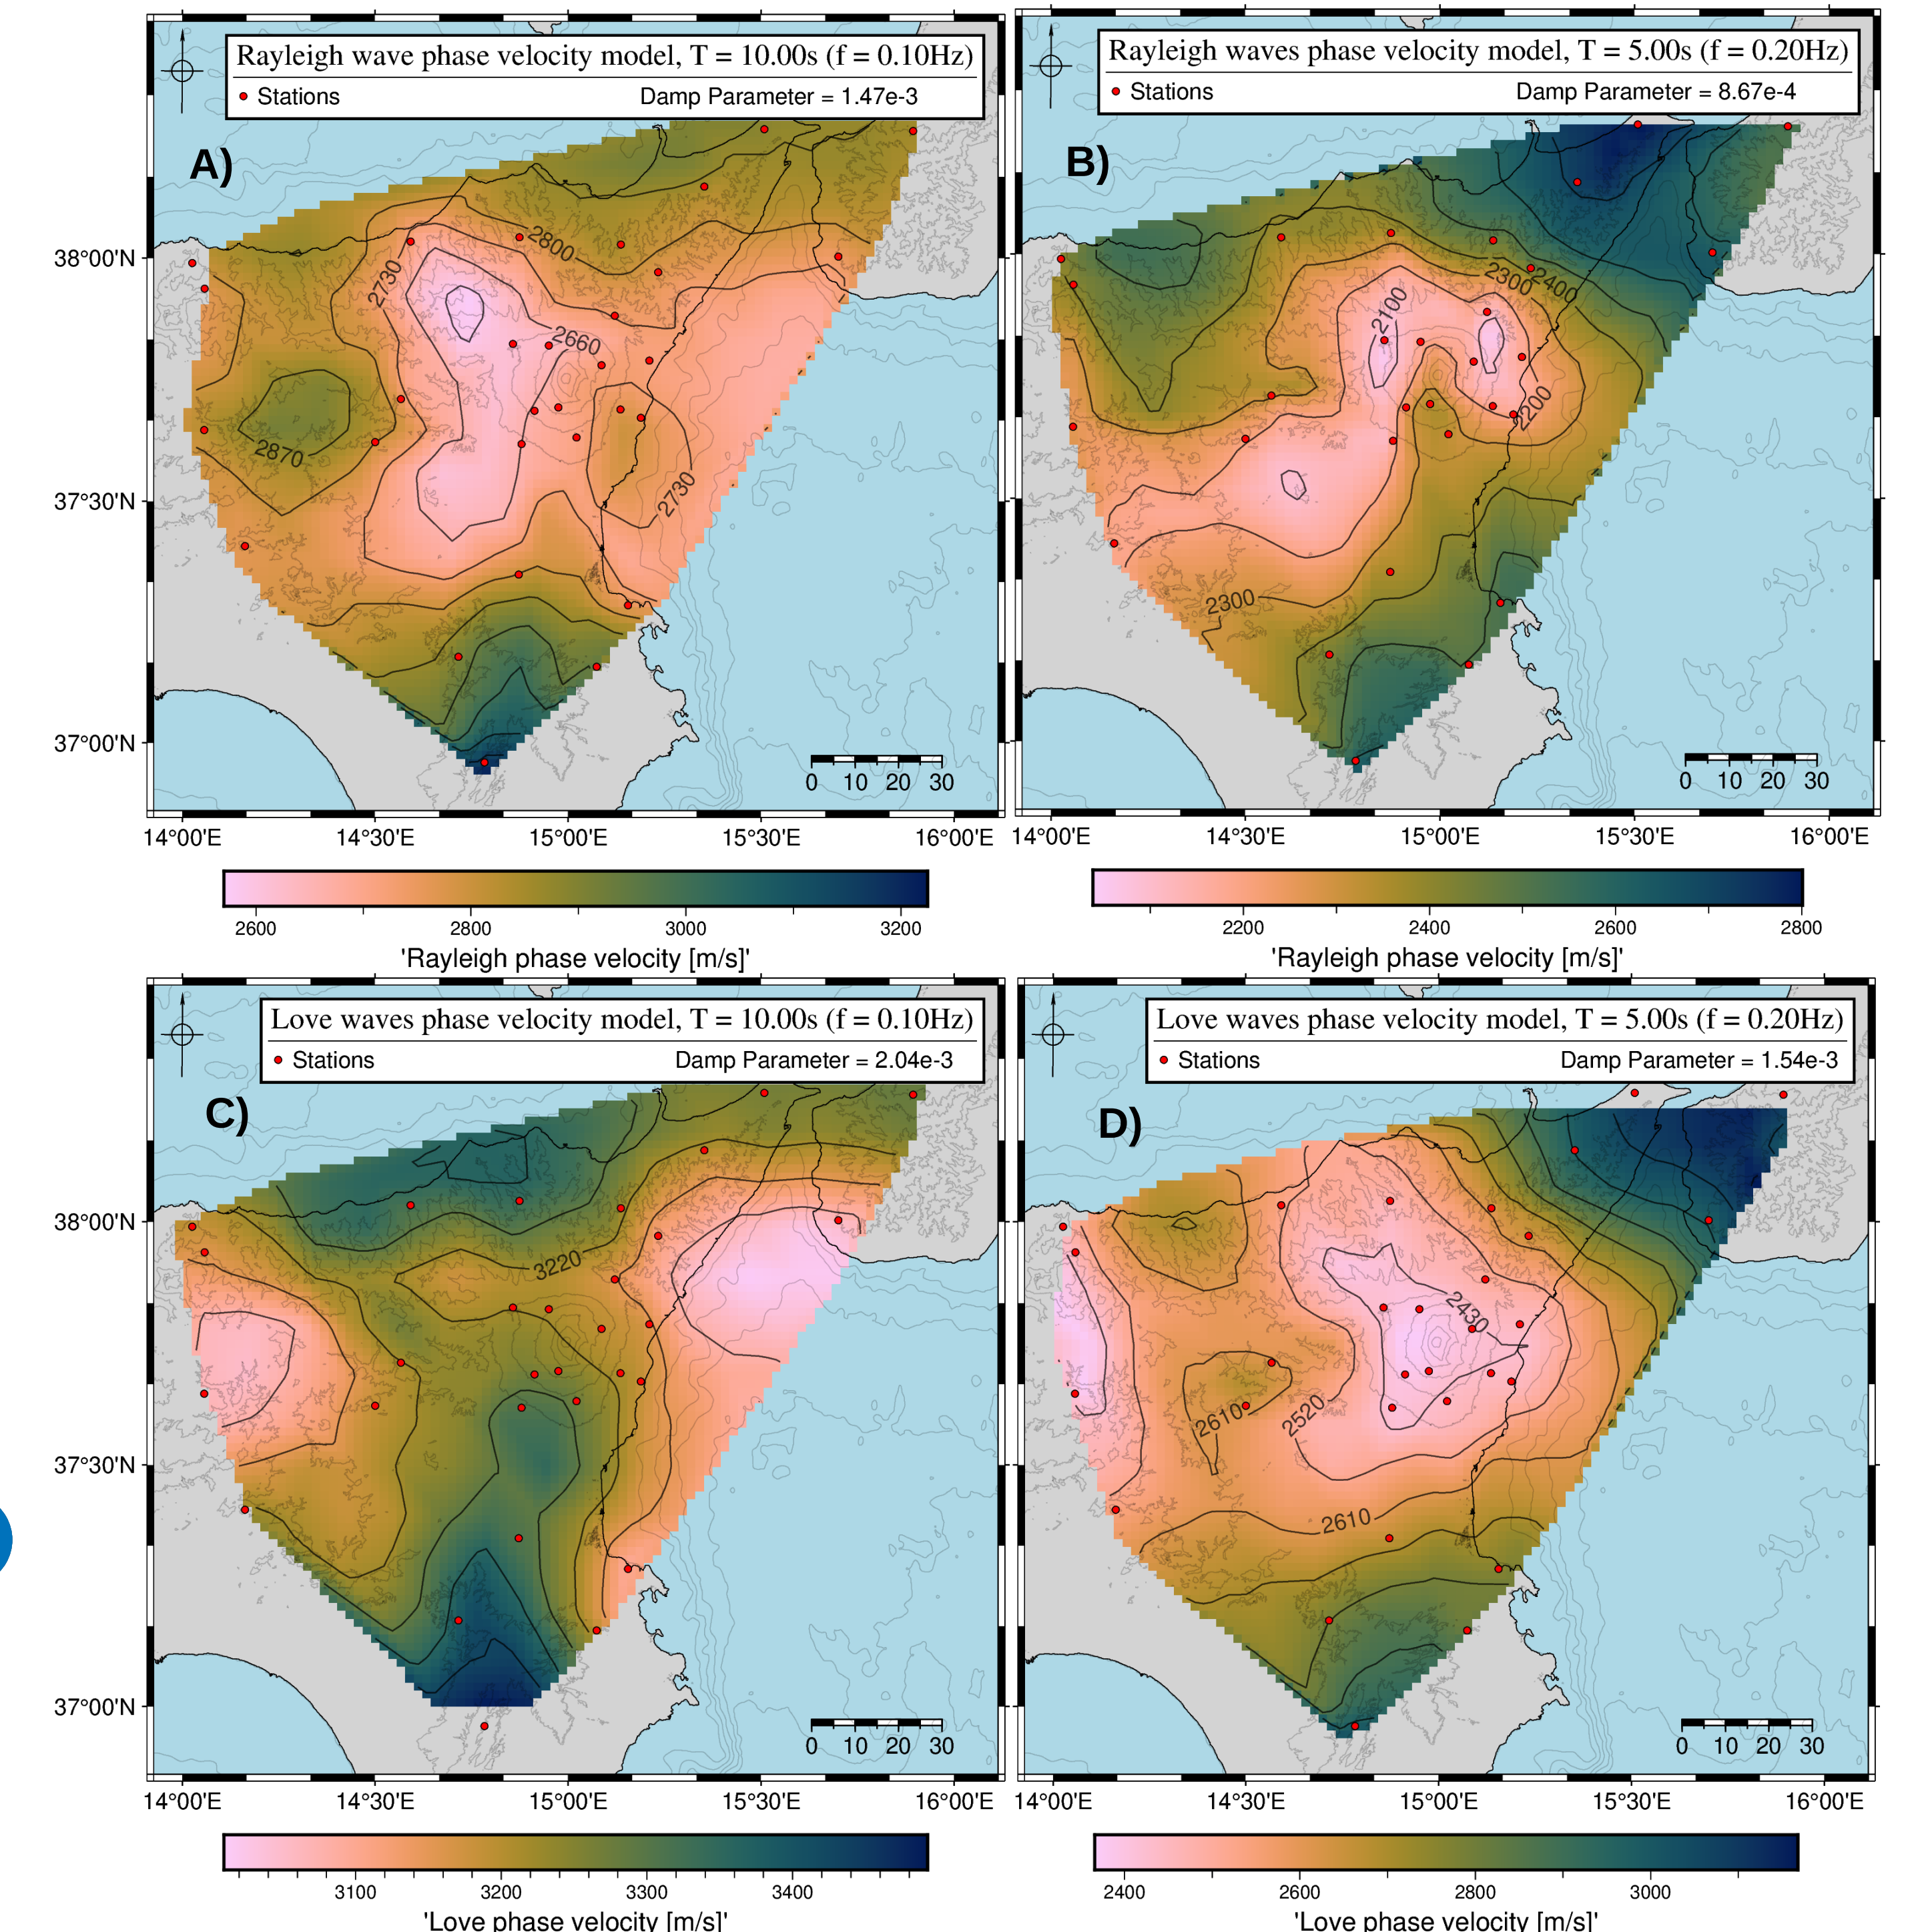 Rayleigh wave phase velocity model, T = 10.00s (f = 0.10Hz)
Stations Damp Parameter = 1.47e-3
A)
2800
2730
2660
2870
2730
38°00'N
37°30'N
37°00'N
0 10 20 30
14°00'E 14°30'E 15°00'E 15°30'E 16°00'E
2600 2800 3000 3200
'Rayleigh phase velocity [m/s]'
Rayleigh waves phase velocity model, T = 5.00s (f = 0.20Hz)
Stations Damp Parameter = 8.67e-4
B)
2300
2400
2100
2200
2300
0 10 20 30
14°00'E 14°30'E 15°00'E 15°30'E 16°00'E
2200 2400 2600 2800
'Rayleigh phase velocity [m/s]'
Love waves phase velocity model, T = 10.00s (f = 0.10Hz)
Stations Damp Parameter = 2.04e-3
C)
3220
38°00'N
37°30'N
37°00'N
0 10 20 30
14°00'E 14°30'E 15°00'E 15°30'E 16°00'E
3100 3200 3300 3400
'Love phase velocity [m/s]'
Love waves phase velocity model, T = 5.00s (f = 0.20Hz)
Stations Damp Parameter = 1.54e-3
D)
2430
2610
2520
2610
0 10 20 30
14°00'E 14°30'E 15°00'E 15°30'E 16°00'E
2400 2600 2800 3000
'Love phase velocity [m/s]'